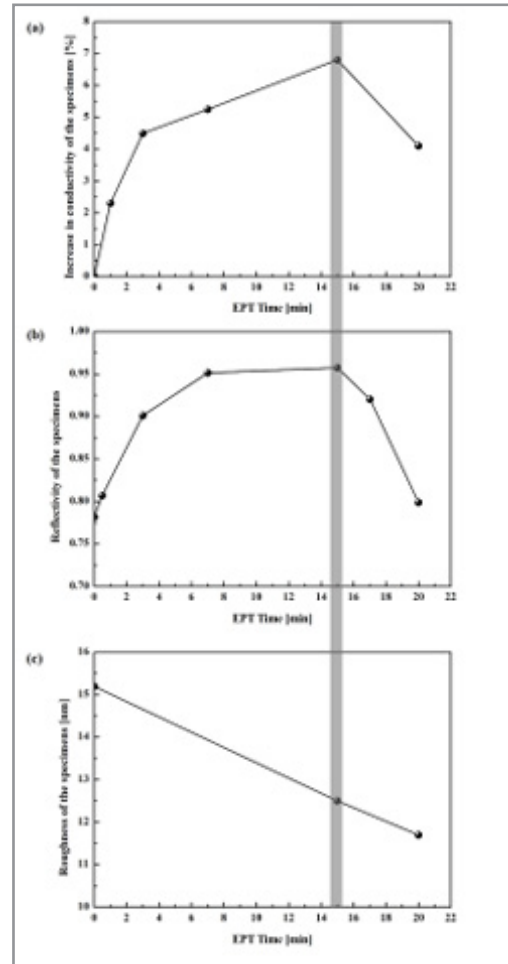 (a)
Increase in conductivity of the specimens [%]
8
7
6
5
4
3
2
1
0
0 2 4 6 8 10 12 14 16 18 20 22
EPT Time [min]
(b)
Reflectivity of the specimens
1.00
0.95
0.90
0.85
0.80
0.75
0.70
0 2 4 6 8 10 12 14 16 18 20 22
EPT Time [min]
(c)
Roughness of the specimens [nm]
16
15
14
13
12
11
10
0 2 4 6 8 10 12 14 16 18 20 22
EPT Time [min]